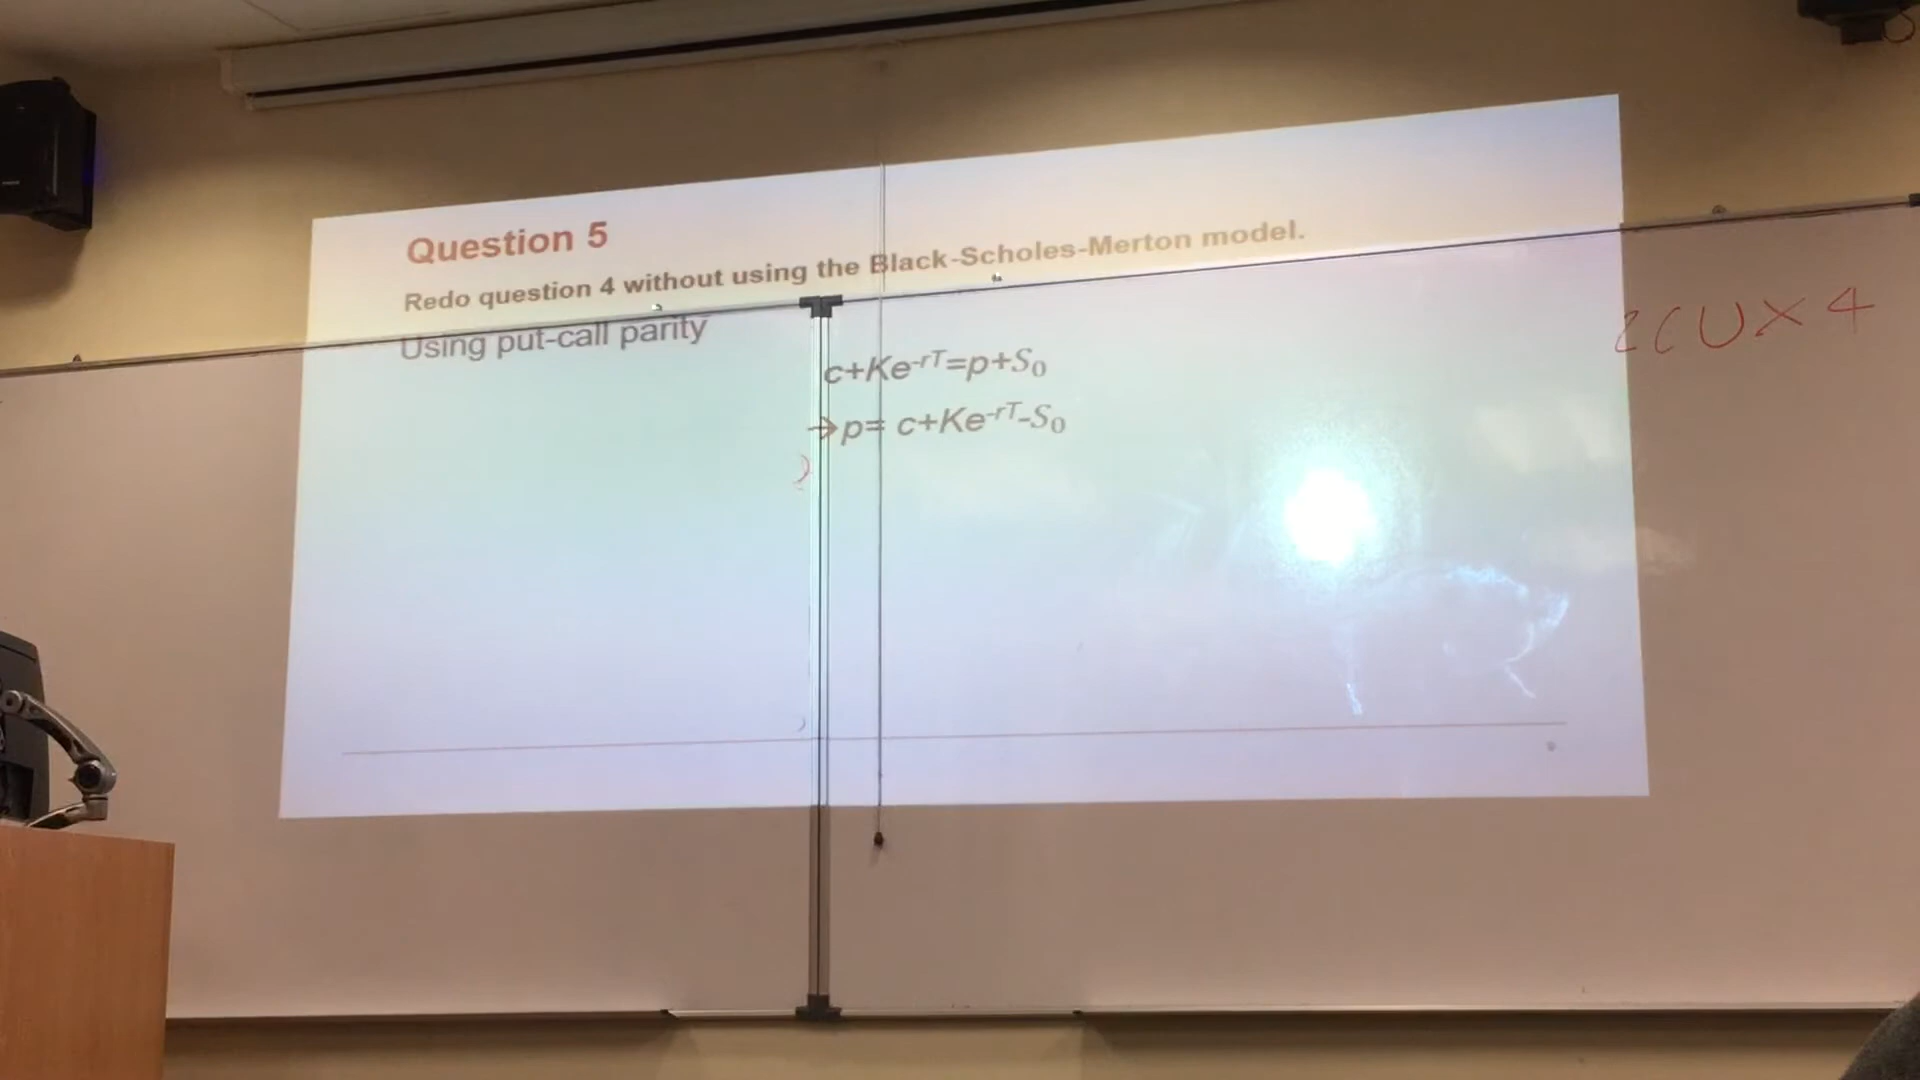 Question 5
Redo question 4 without using the Black-Scholes-Merton model.
Using put-call parity
c+Ke-rT=p+S0
→p= c+Ke-rT-S0